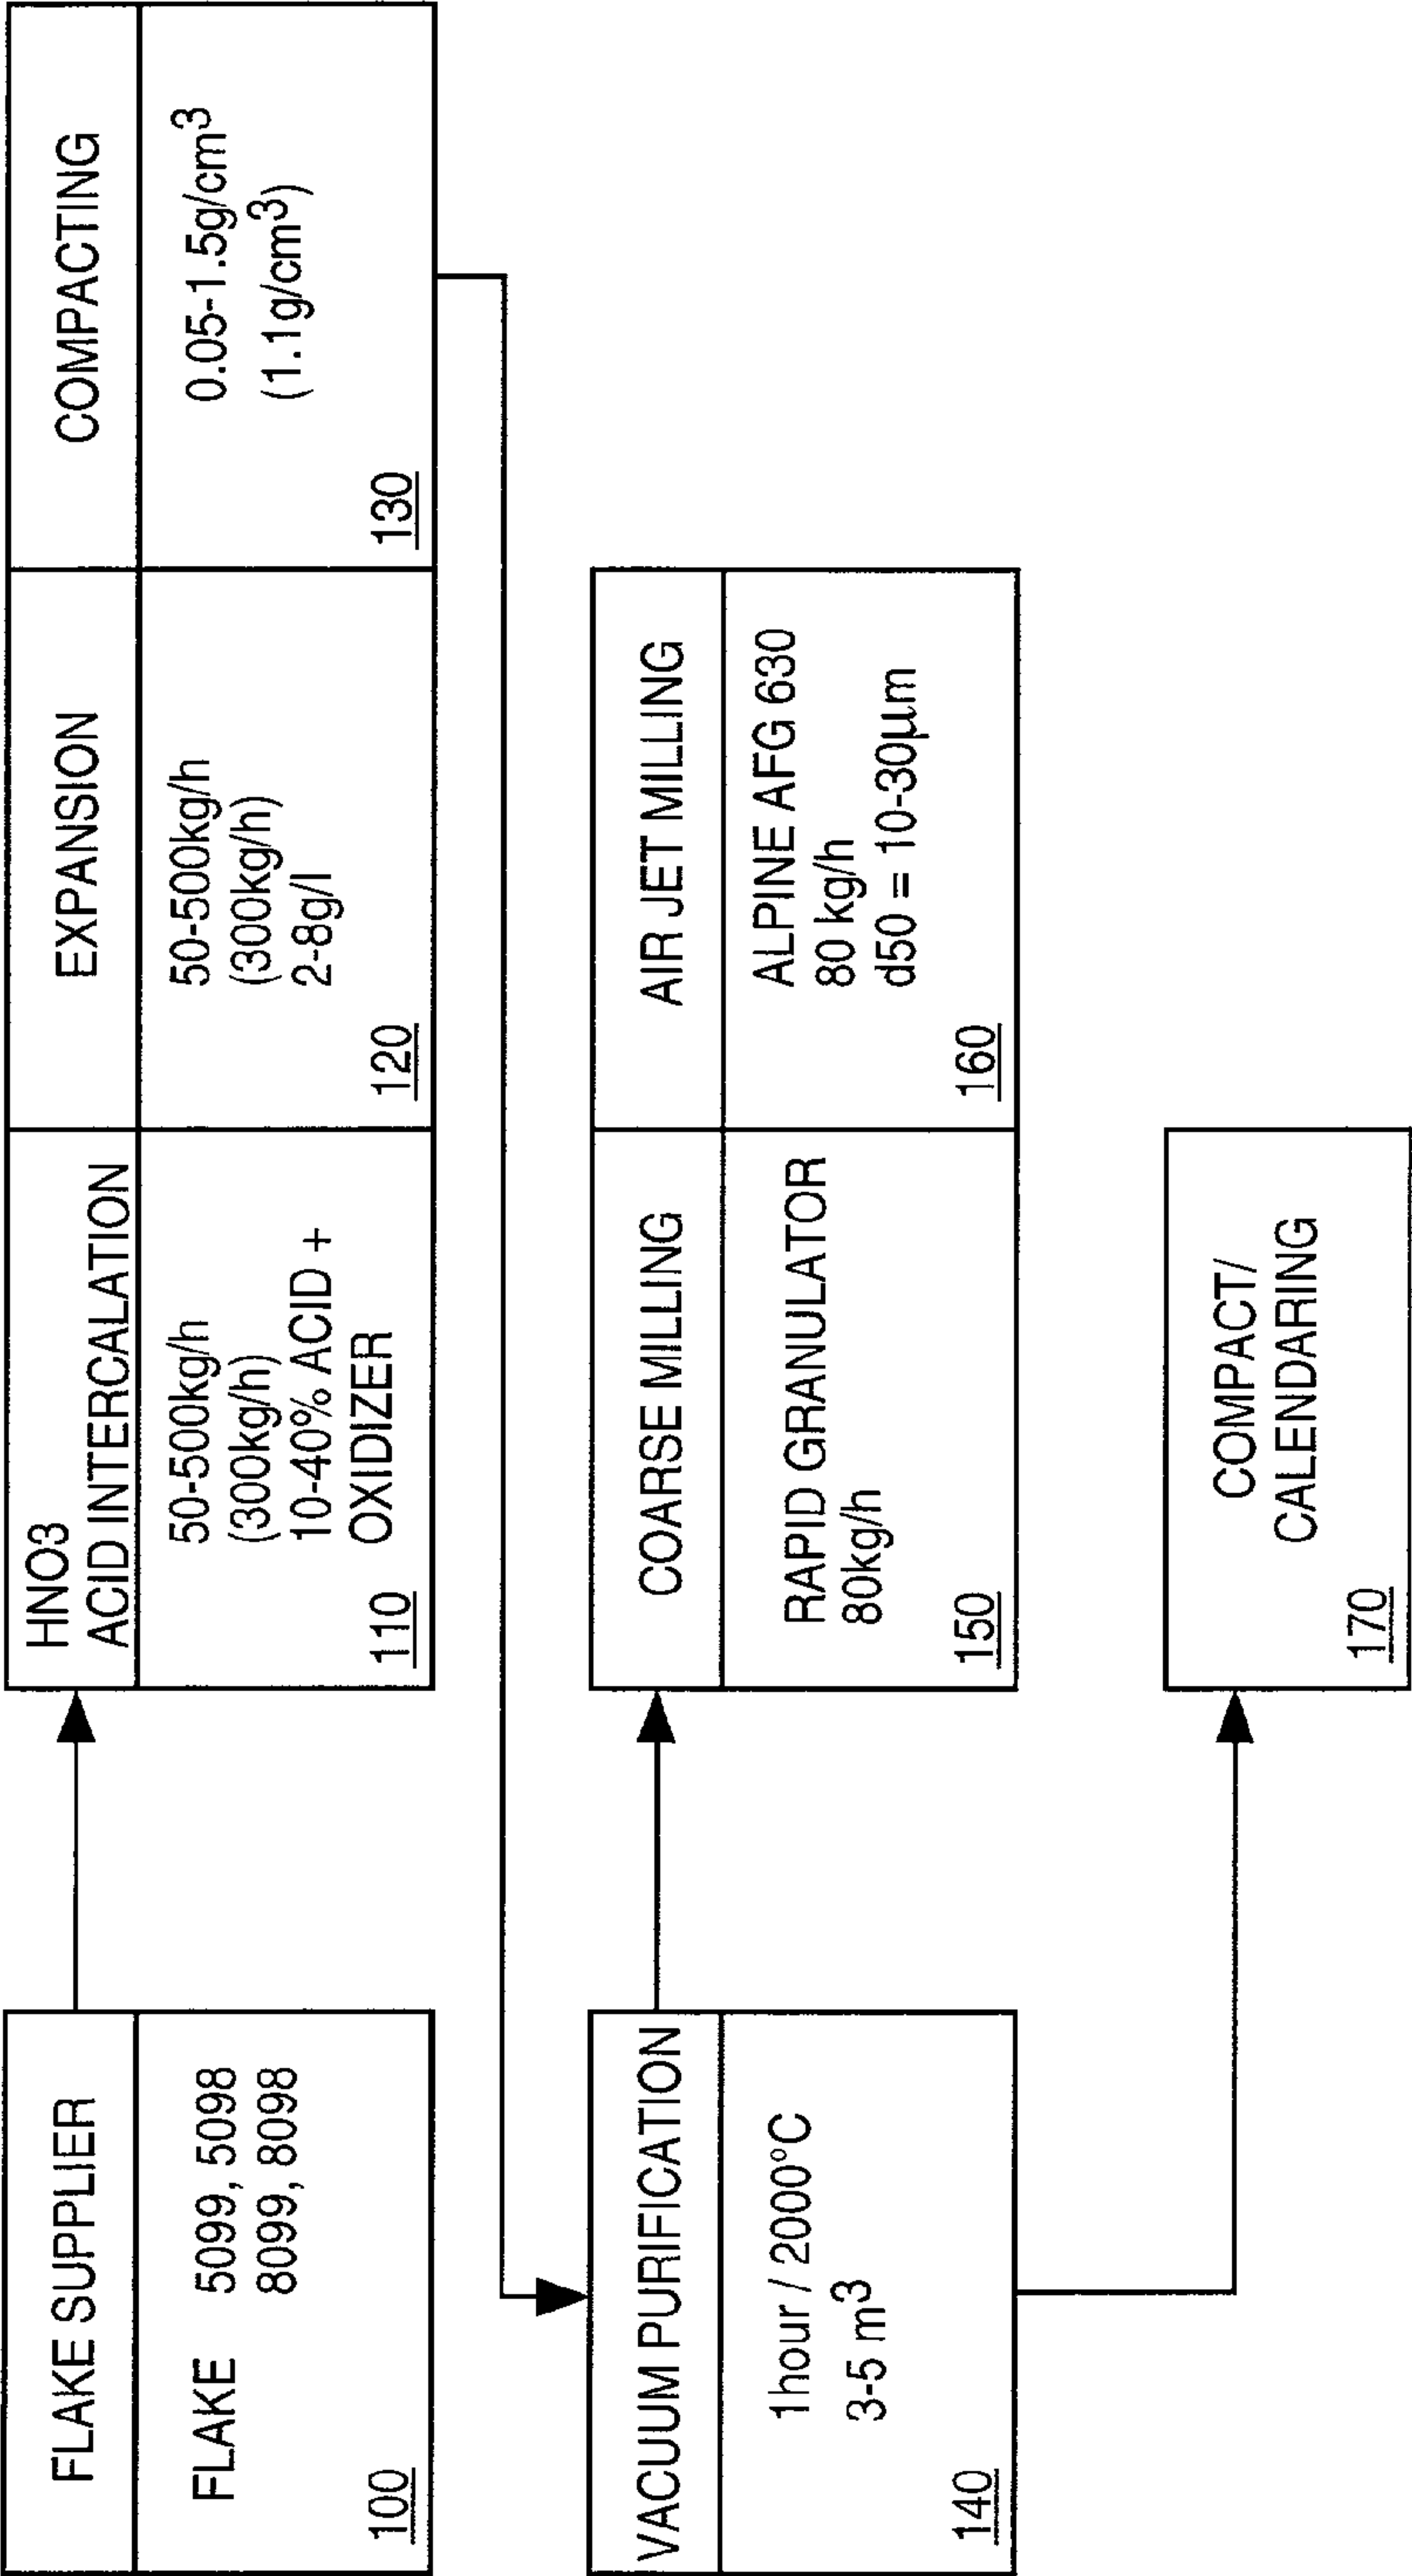 FLAKE SUPPLIER
FLAKE 5099, 5098
8099, 8098
100
HNO3
ACID INTERCALATION
50-500kg/h
(300kg/h)
10-40% ACID +
OXIDIZER
110
EXPANSION
50-500kg/h
(300kg/h)
2-8g/l
120
COMPACTING
0.05-1.5g/cm³
(1.1g/cm³)
130
VACUUM PURIFICATION
1hour / 2000°C
3-5 m³
140
COARSE MILLING
RAPID GRANULATOR
80kg/h
150
AIR JET MILLING
ALPINE AFG 630
80 kg/h
d50 = 10-30μm
160
COMPACT/
CALENDARING
170